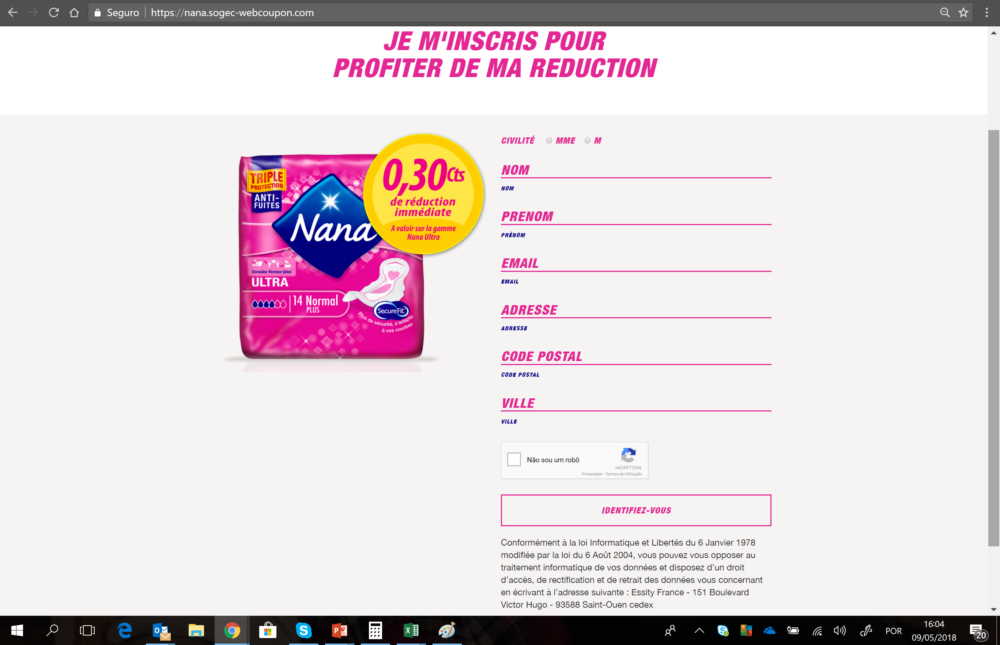 Seguro
https://nana.sogec-webcoupon.com
JE M'INSCRIS POUR
PROFITER DE MA REDUCTION
TRIPLE
PROTECTION
ANTI-
FUITES
Nana
0,30Cts
de réduction
immédiate
A valoir sur la gamme
Nana Ultra
Enroulez•Fermez•Jetez
ULTRA
14 Normal
PLUS
SecureFit™
Plus de sécurité, s'adapte
à vos courbes
CIVILITÉ MME M
NOM
NOM
PRENOM
PRÉNOM
EMAIL
EMAIL
ADRESSE
ADRESSE
CODE POSTAL
CODE POSTAL
VILLE
VILLE
Não sou um robô
reCAPTCHA
Privacidade - Termos de Utilização
IDENTIFIEZ-VOUS
Conformément à la loi Informatique et Libertés du 6 Janvier 1978
modifiée par la loi du 6 Août 2004, vous pouvez vous opposer au
traitement informatique de vos données et disposez d’un droit
d’accès, de rectification et de retrait des données vous concernant
en écrivant à l’adresse suivante : Essity France - 151 Boulevard
Victor Hugo - 93588 Saint-Ouen cedex
POR
16:04
09/05/2018
20